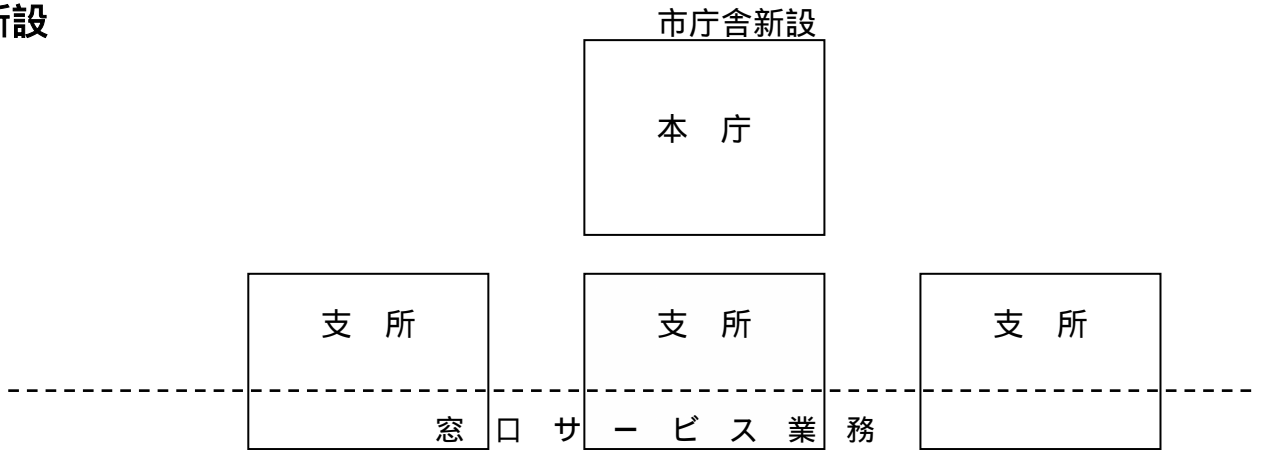 新設
市庁舎新設
本 庁
支 所 支 所 支 所
窓 口 サ ー ビ ス 業 務